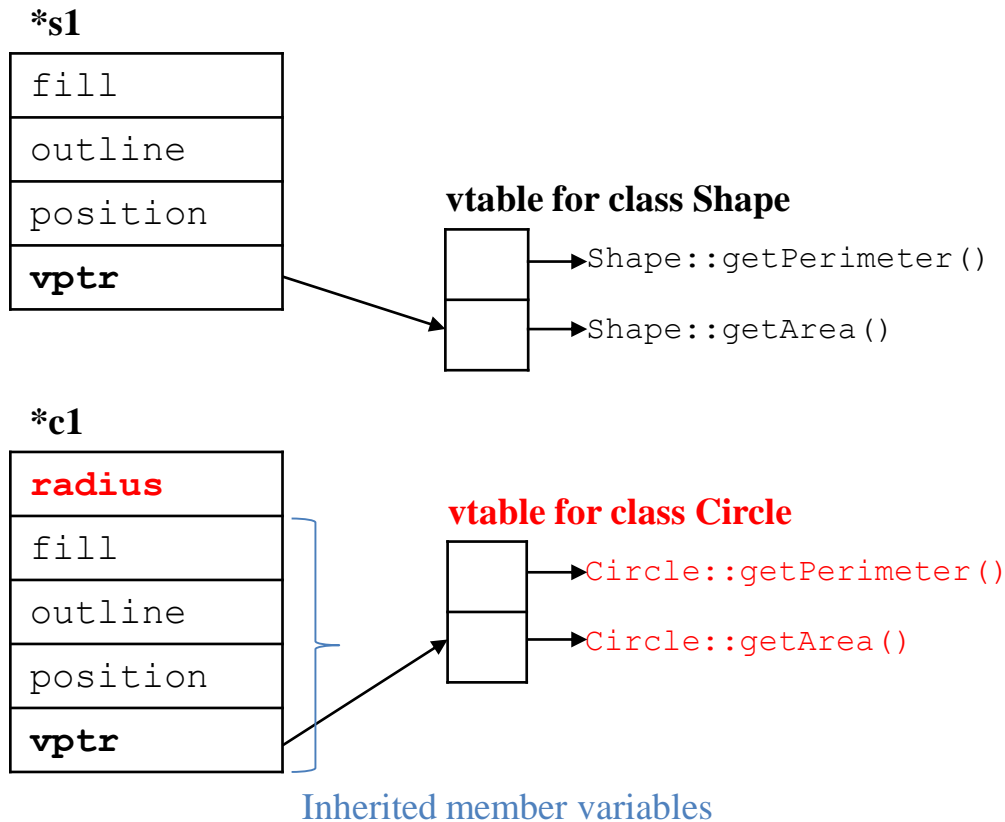 *s1
fill
outline
position
vptr
vtable for class Shape
Shape::getPerimeter()
Shape::getArea()
*c1
radius
fill
outline
position
vptr
vtable for class Circle
Circle::getPerimeter()
Circle::getArea()
Inherited member variables